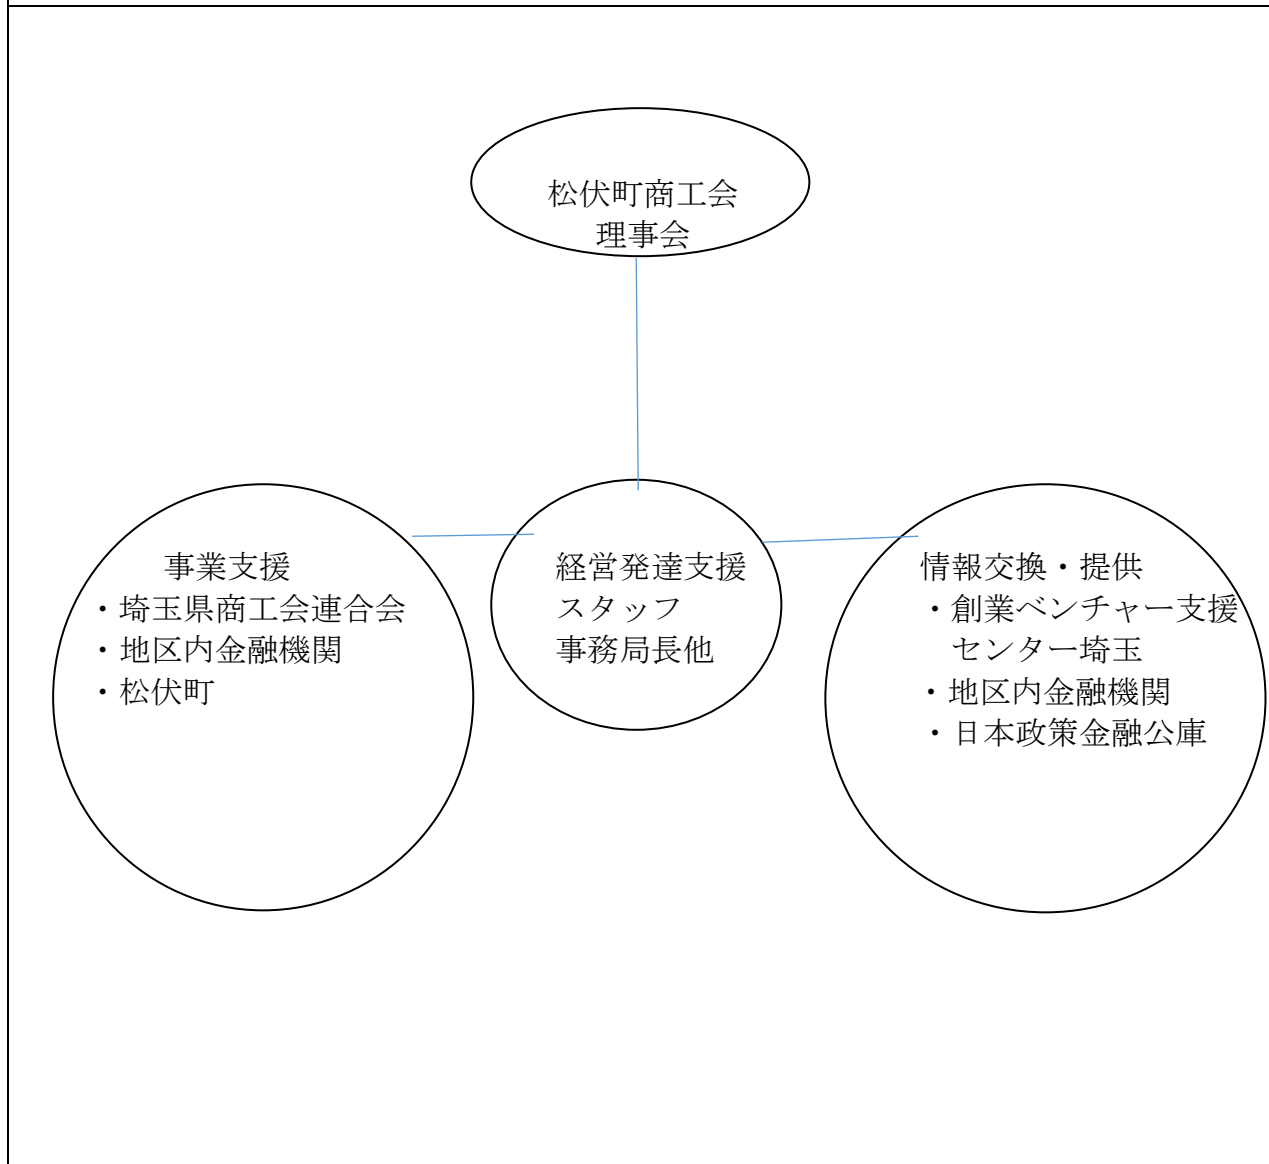 松伏町商工会
理事会
事業支援
・埼玉県商工会連合会
・地区内金融機関
・松伏町
経営発達支援
スタッフ
事務局長他
情報交換・提供
・創業ベンチャー支援
センター埼玉
・地区内金融機関
・日本政策金融公庫